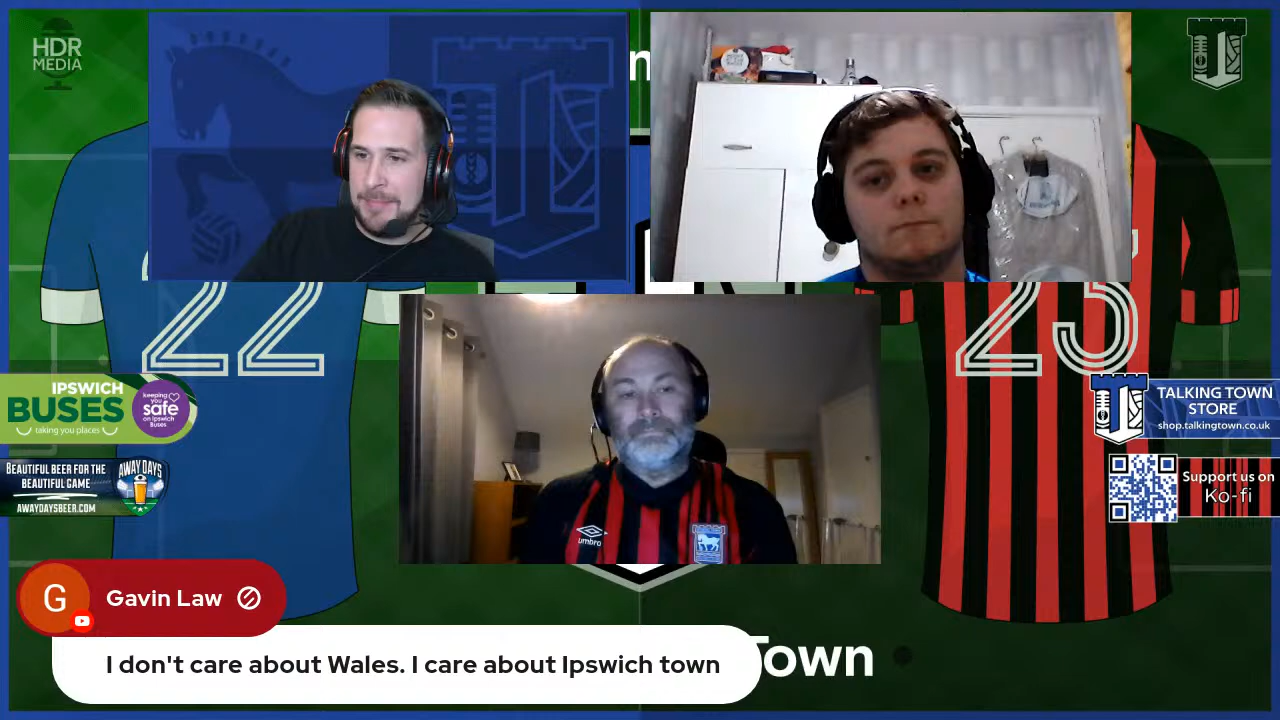 HDR
MEDIA
n
22
23
IPSWICH
BUSES
taking you places
keeping
you
safe
on Ipswich
Buses
BEAUTIFUL BEER FOR THE
BEAUTIFUL GAME
AWAYDAYSBEER.COM
AWAY DAYS
TALKING TOWN
STORE
shop.talkingtown.co.uk
Support us on
Ko-fi
umbro
G
Gavin Law
I don't care about Wales. I care about Ipswich town
Town